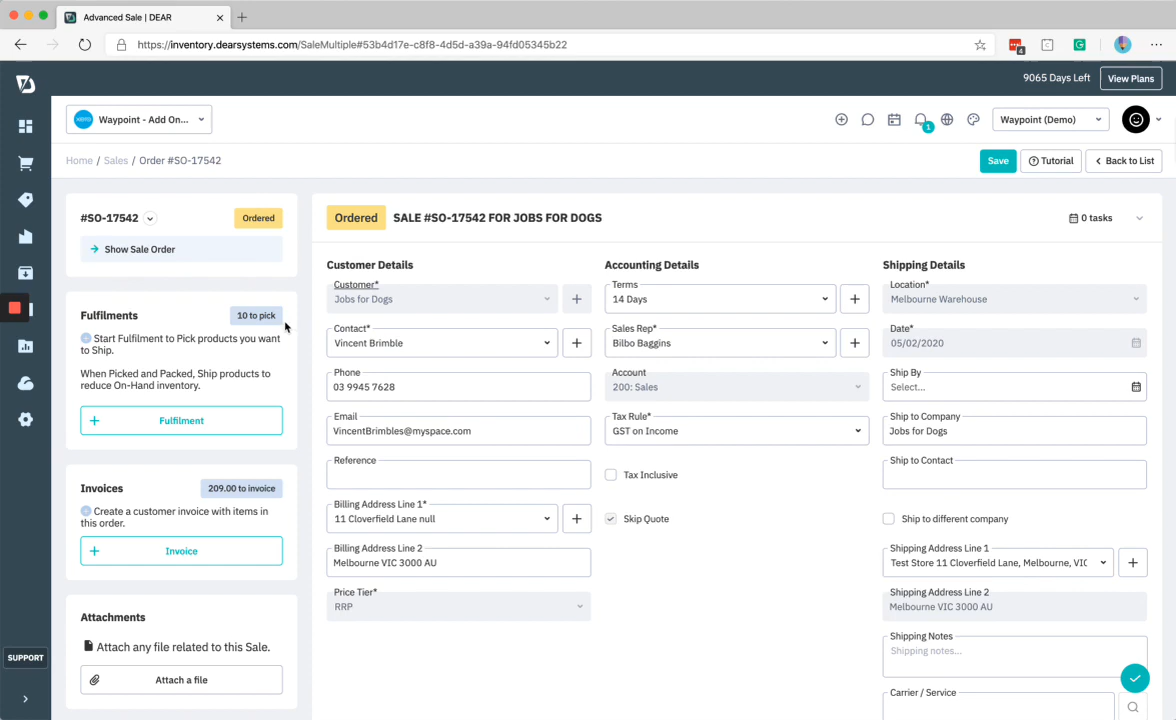 Advanced Sale | DEAR
https://inventory.dearsystems.com/SaleMultiple#53b4d17e-c8f8-4d5d-a39a-94fd05345b22
4
9065 Days Left
View Plans
xero
Waypoint - Add On...
1
Waypoint (Demo)
Home / Sales / Order #SO-17542
Save
Tutorial
Back to List
#SO-17542
Ordered
Show Sale Order
Fulfilments
10 to pick
Start Fulfilment to Pick products you want
to Ship.
When Picked and Packed, Ship products to
reduce On-Hand inventory.
Fulfilment
Invoices
209.00 to invoice
Create a customer invoice with items in
this order.
Invoice
Attachments
Attach any file related to this Sale.
Attach a file
SUPPORT
Ordered
SALE #SO-17542 FOR JOBS FOR DOGS
0 tasks
Customer Details
Customer*
Jobs for Dogs
Contact*
Vincent Brimble
Phone
03 9945 7628
Email
VincentBrimbles@myspace.com
Reference
Billing Address Line 1*
11 Cloverfield Lane null
Billing Address Line 2
Melbourne VIC 3000 AU
Price Tier*
RRP
Accounting Details
Terms
14 Days
Sales Rep*
Bilbo Baggins
Account
200: Sales
Tax Rule*
GST on Income
Tax Inclusive
Skip Quote
Shipping Details
Location*
Melbourne Warehouse
Date*
05/02/2020
Ship By
Select...
Ship to Company
Jobs for Dogs
Ship to Contact
Ship to different company
Shipping Address Line 1
Test Store 11 Cloverfield Lane, Melbourne, VIC
Shipping Address Line 2
Melbourne VIC 3000 AU
Shipping Notes
Shipping notes...
Carrier / Service